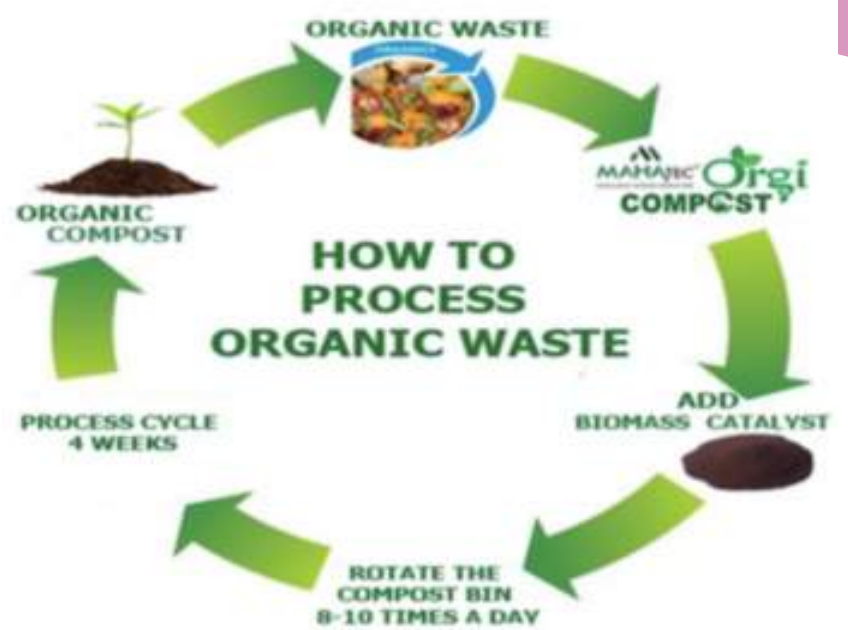 ORGANIC WASTE
MAHA
Orgi
COMPOST
ADD
BIOMASS CATALYST
ROTATE THE
COMPOST BIN
8-10 TIMES A DAY
PROCESS CYCLE
4 WEEKS
ORGANIC
COMPOST
HOW TO
PROCESS
ORGANIC WASTE